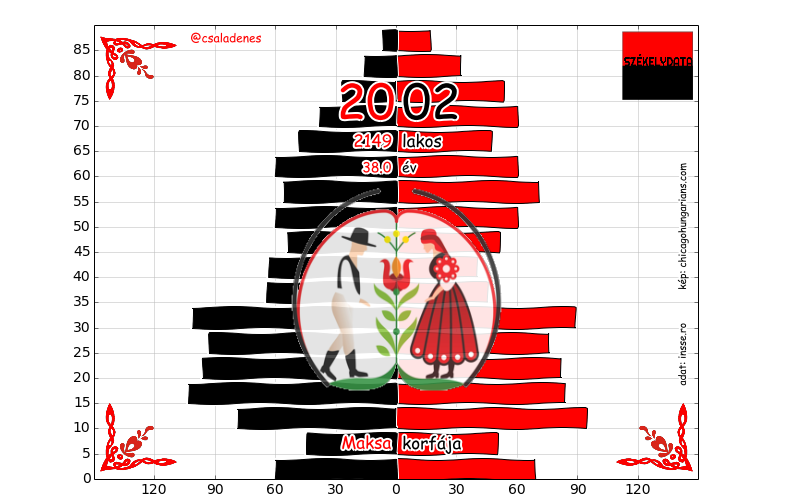 @csaladenes
SZÉKELYDATA
2002
2149 lakos
38.0 év
kép: chicagohungarians.com
adat: insse.ro
Maksa korfája
85
80
75
70
65
60
55
50
45
40
35
30
25
20
15
10
5
0
120 90 60 30 0 30 60 90 120